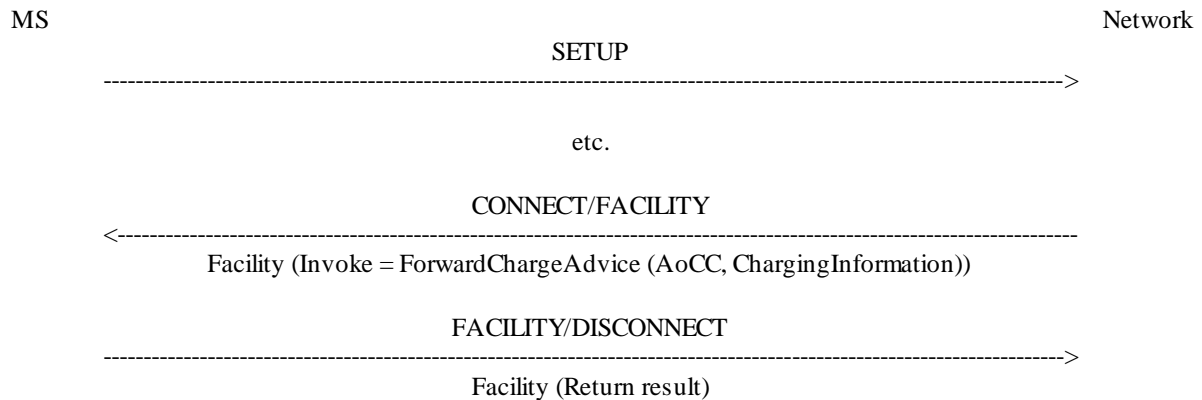 MS Network
SETUP
------------------------------------------------------------------------------------------------------------------------>
etc.
CONNECT/FACILITY
<------------------------------------------------------------------------------------------------------------------------
Facility (Invoke = ForwardChargeAdvice (AoCC, ChargingInformation))
FACILITY/DISCONNECT
------------------------------------------------------------------------------------------------------------------------>
Facility (Return result)